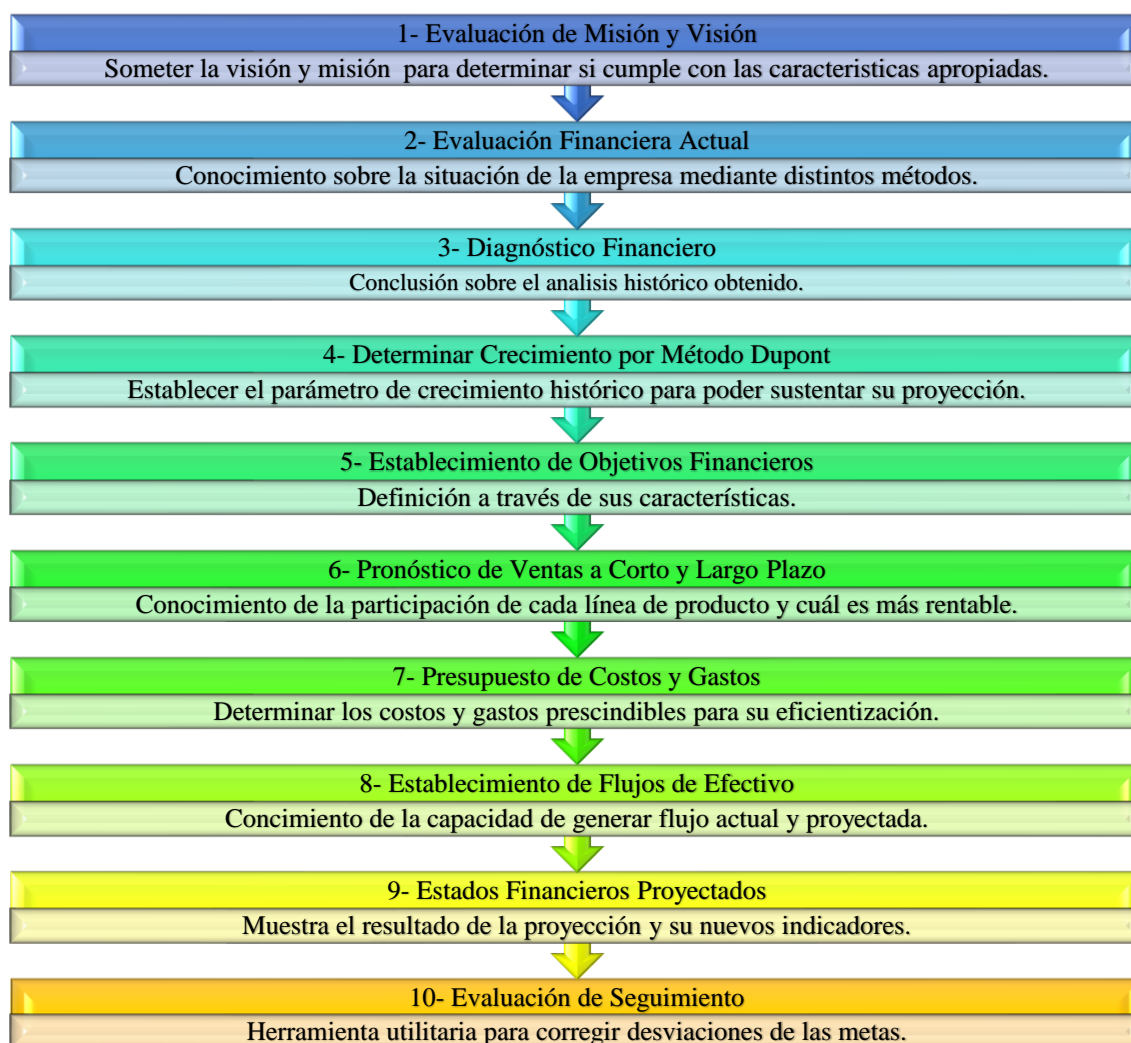 1- Evaluación de Misión y Visión
Someter la visión y misión para determinar si cumple con las caracteristicas apropiadas.
2- Evaluación Financiera Actual
Conocimiento sobre la situación de la empresa mediante distintos métodos.
3- Diagnóstico Financiero
Conclusión sobre el analisis histórico obtenido.
4- Determinar Crecimiento por Método Dupont
Establecer el parámetro de crecimiento histórico para poder sustentar su proyección.
5- Establecimiento de Objetivos Financieros
Definición a través de sus características.
6- Pronóstico de Ventas a Corto y Largo Plazo
Conocimiento de la participación de cada línea de producto y cuál es más rentable.
7- Presupuesto de Costos y Gastos
Determinar los costos y gastos prescindibles para su eficientización.
8- Establecimiento de Flujos de Efectivo
Concimiento de la capacidad de generar flujo actual y proyectada.
9- Estados Financieros Proyectados
Muestra el resultado de la proyección y su nuevos indicadores.
10- Evaluación de Seguimiento
Herramienta utilitaria para corregir desviaciones de las metas.